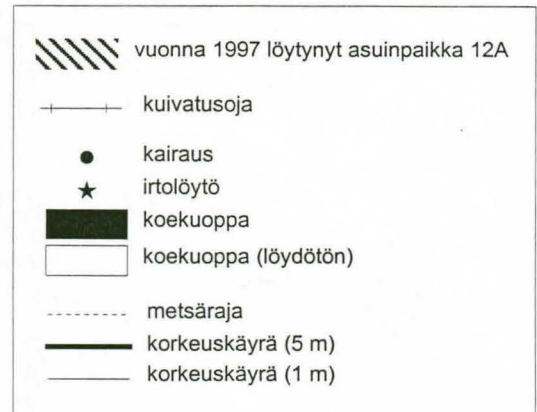 vuonna 1997 löytynyt asuinpaikka 12A
kuivatusoja
kairaus
irtolöytö
koekuoppa
koekuoppa (löydötön)
metsäraja
korkeuskäyrä (5 m)
korkeuskäyrä (1 m)